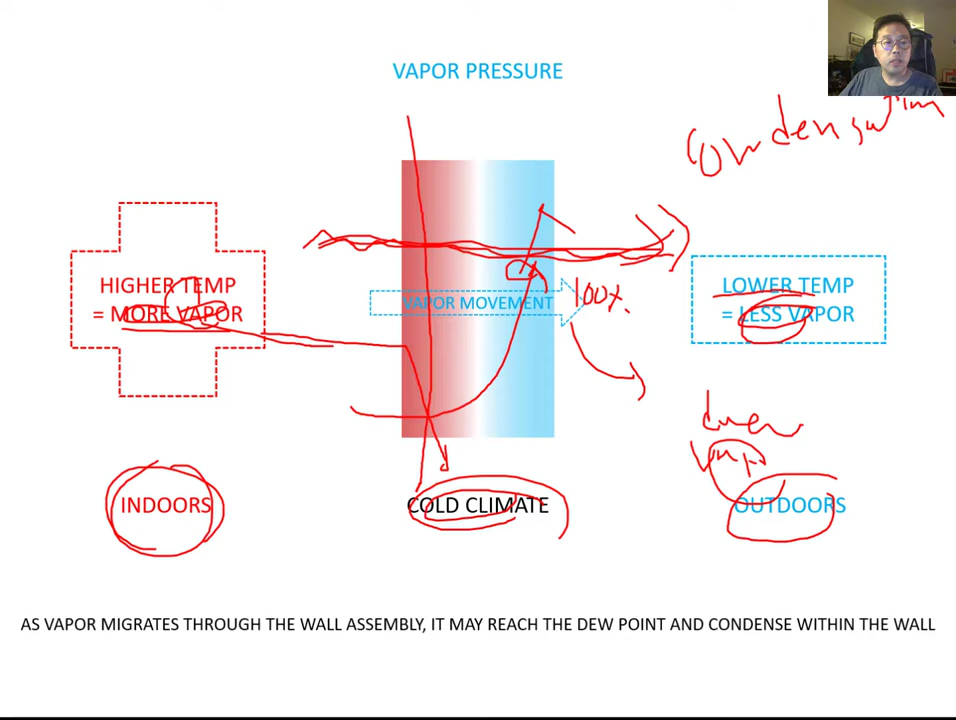 VAPOR PRESSURE
Condensation
HIGHER TEMP
= MORE VAPOR
VAPOR MOVEMENT
100%
LOWER TEMP
= LESS VAPOR
INDOORS
COLD CLIMATE
OUTDOORS
AS VAPOR MIGRATES THROUGH THE WALL ASSEMBLY, IT MAY REACH THE DEW POINT AND CONDENSE WITHIN THE WALL